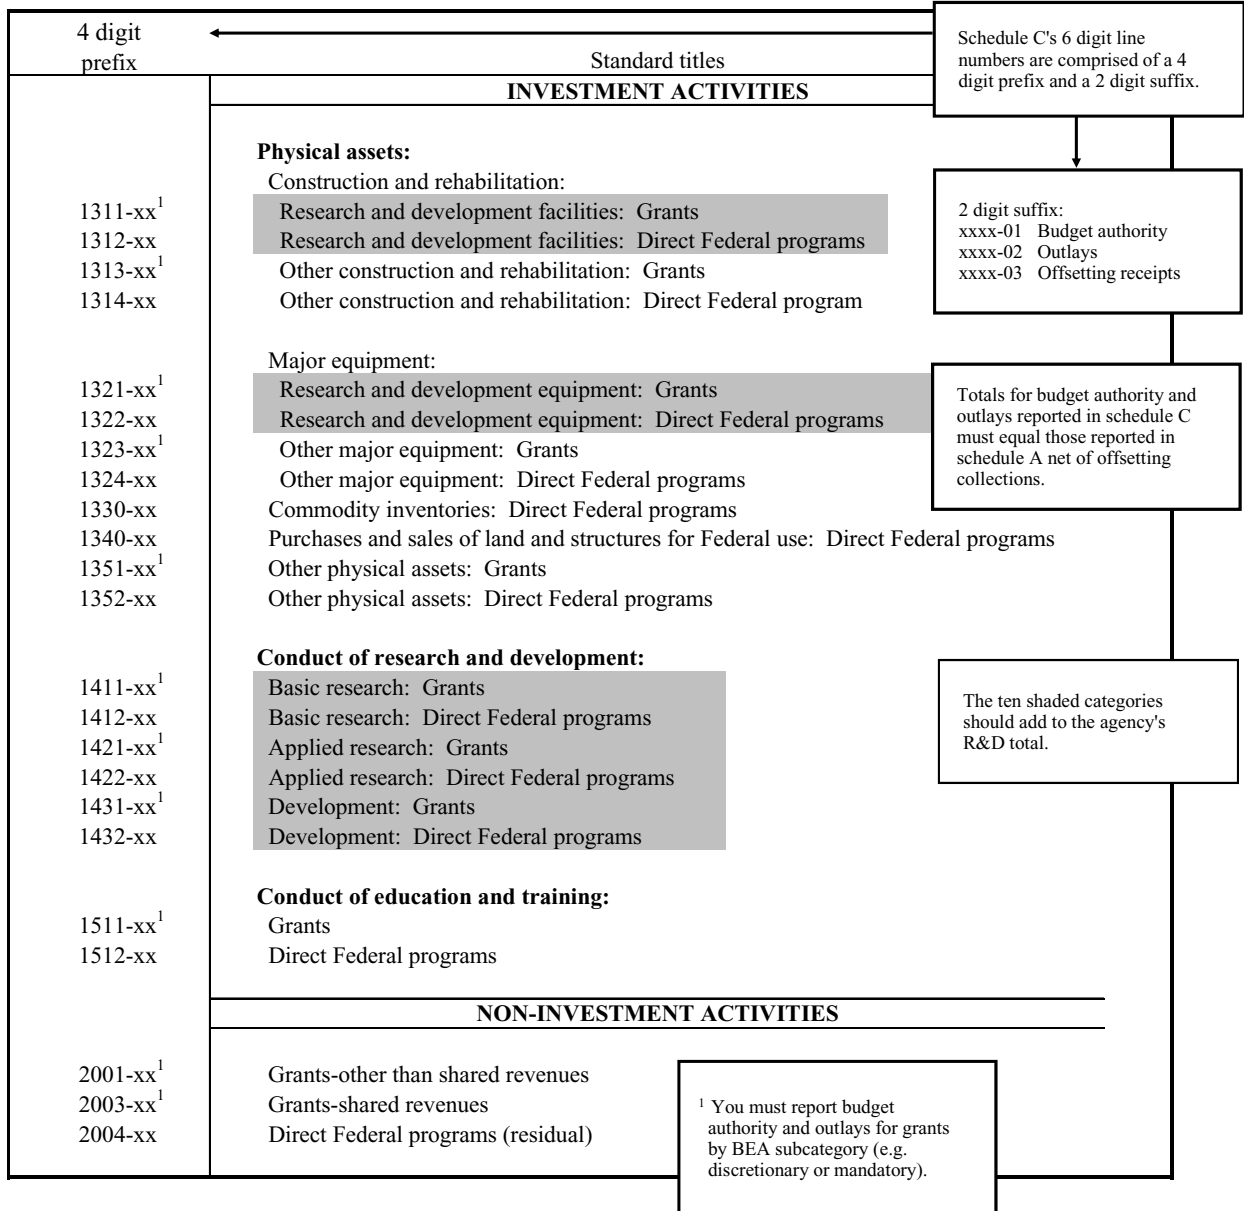 4 digit
prefix
Standard titles
Schedule C's 6 digit line
numbers are comprised of a 4
digit prefix and a 2 digit suffix.
INVESTMENT ACTIVITIES
Physical assets:
Construction and rehabilitation:
1311-xx¹ Research and development facilities: Grants
1312-xx Research and development facilities: Direct Federal programs
1313-xx¹ Other construction and rehabilitation: Grants
1314-xx Other construction and rehabilitation: Direct Federal program
2 digit suffix:
xxxx-01 Budget authority
xxxx-02 Outlays
xxxx-03 Offsetting receipts
Major equipment:
1321-xx¹ Research and development equipment: Grants
1322-xx Research and development equipment: Direct Federal programs
1323-xx¹ Other major equipment: Grants
1324-xx Other major equipment: Direct Federal programs
1330-xx Commodity inventories: Direct Federal programs
1340-xx Purchases and sales of land and structures for Federal use: Direct Federal programs
1351-xx¹ Other physical assets: Grants
1352-xx Other physical assets: Direct Federal programs
Totals for budget authority and
outlays reported in schedule C
must equal those reported in
schedule A net of offsetting
collections.
Conduct of research and development:
1411-xx¹ Basic research: Grants
1412-xx Basic research: Direct Federal programs
1421-xx¹ Applied research: Grants
1422-xx Applied research: Direct Federal programs
1431-xx¹ Development: Grants
1432-xx Development: Direct Federal programs
The ten shaded categories
should add to the agency's
R&D total.
Conduct of education and training:
1511-xx¹ Grants
1512-xx Direct Federal programs
NON-INVESTMENT ACTIVITIES
2001-xx¹ Grants-other than shared revenues
2003-xx¹ Grants-shared revenues
2004-xx Direct Federal programs (residual)
¹ You must report budget
authority and outlays for grants
by BEA subcategory (e.g.
discretionary or mandatory).